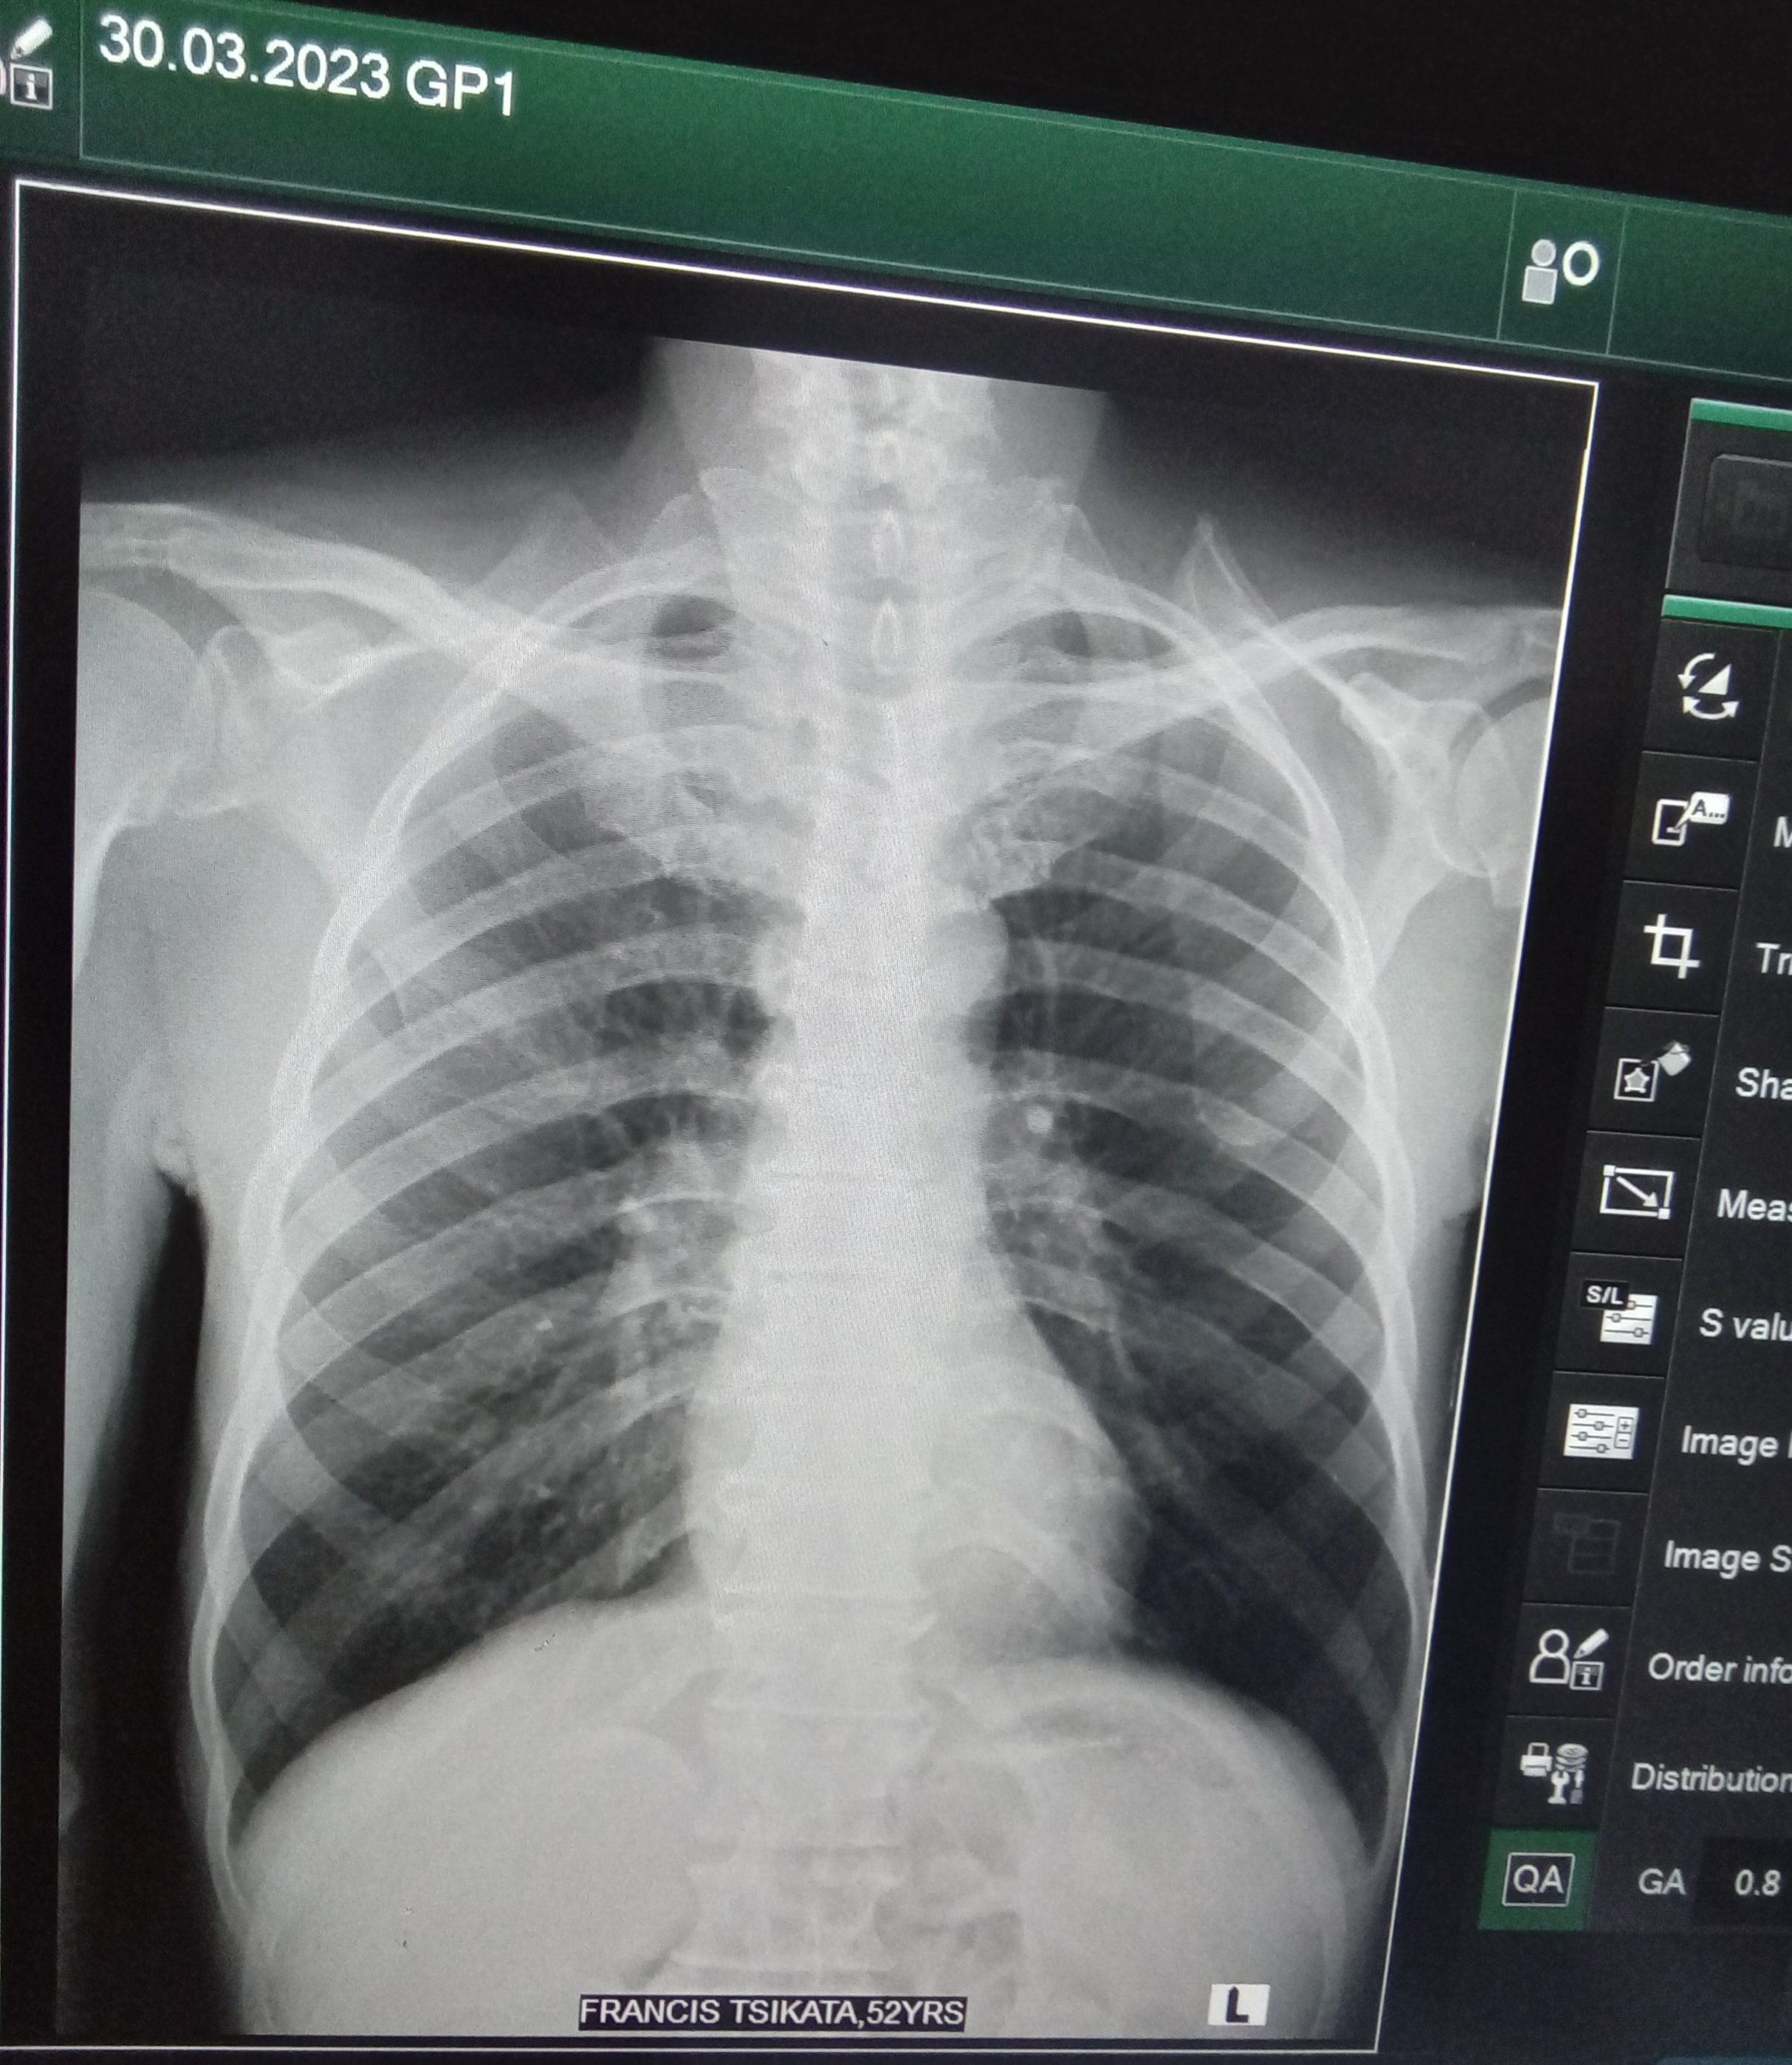 30.03.2023 GP1
O
A...
M
Tr
Sha
Meas
S/L
S valu
Image
Image S
Order info
Distribution
QA GA 0.8
FRANCIS TSIKATA,52YRS
L